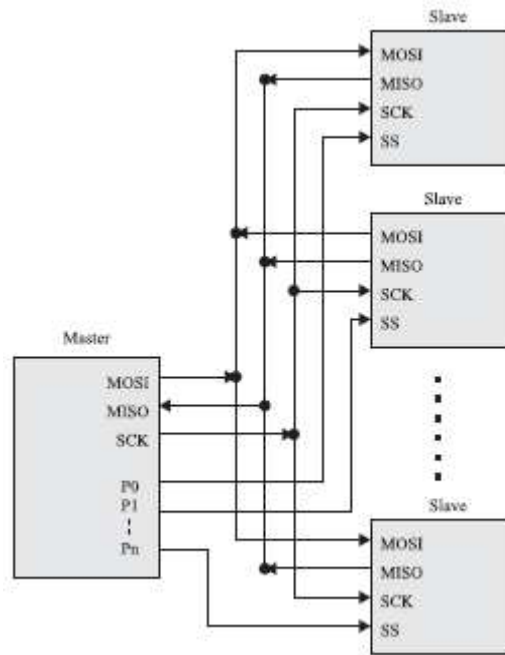 Slave
MOSI
MISO
SCK
SS
Slave
MOSI
MISO
SCK
SS
Master
MOSI
MISO
SCK
P0
P1
Pn
Slave
MOSI
MISO
SCK
SS